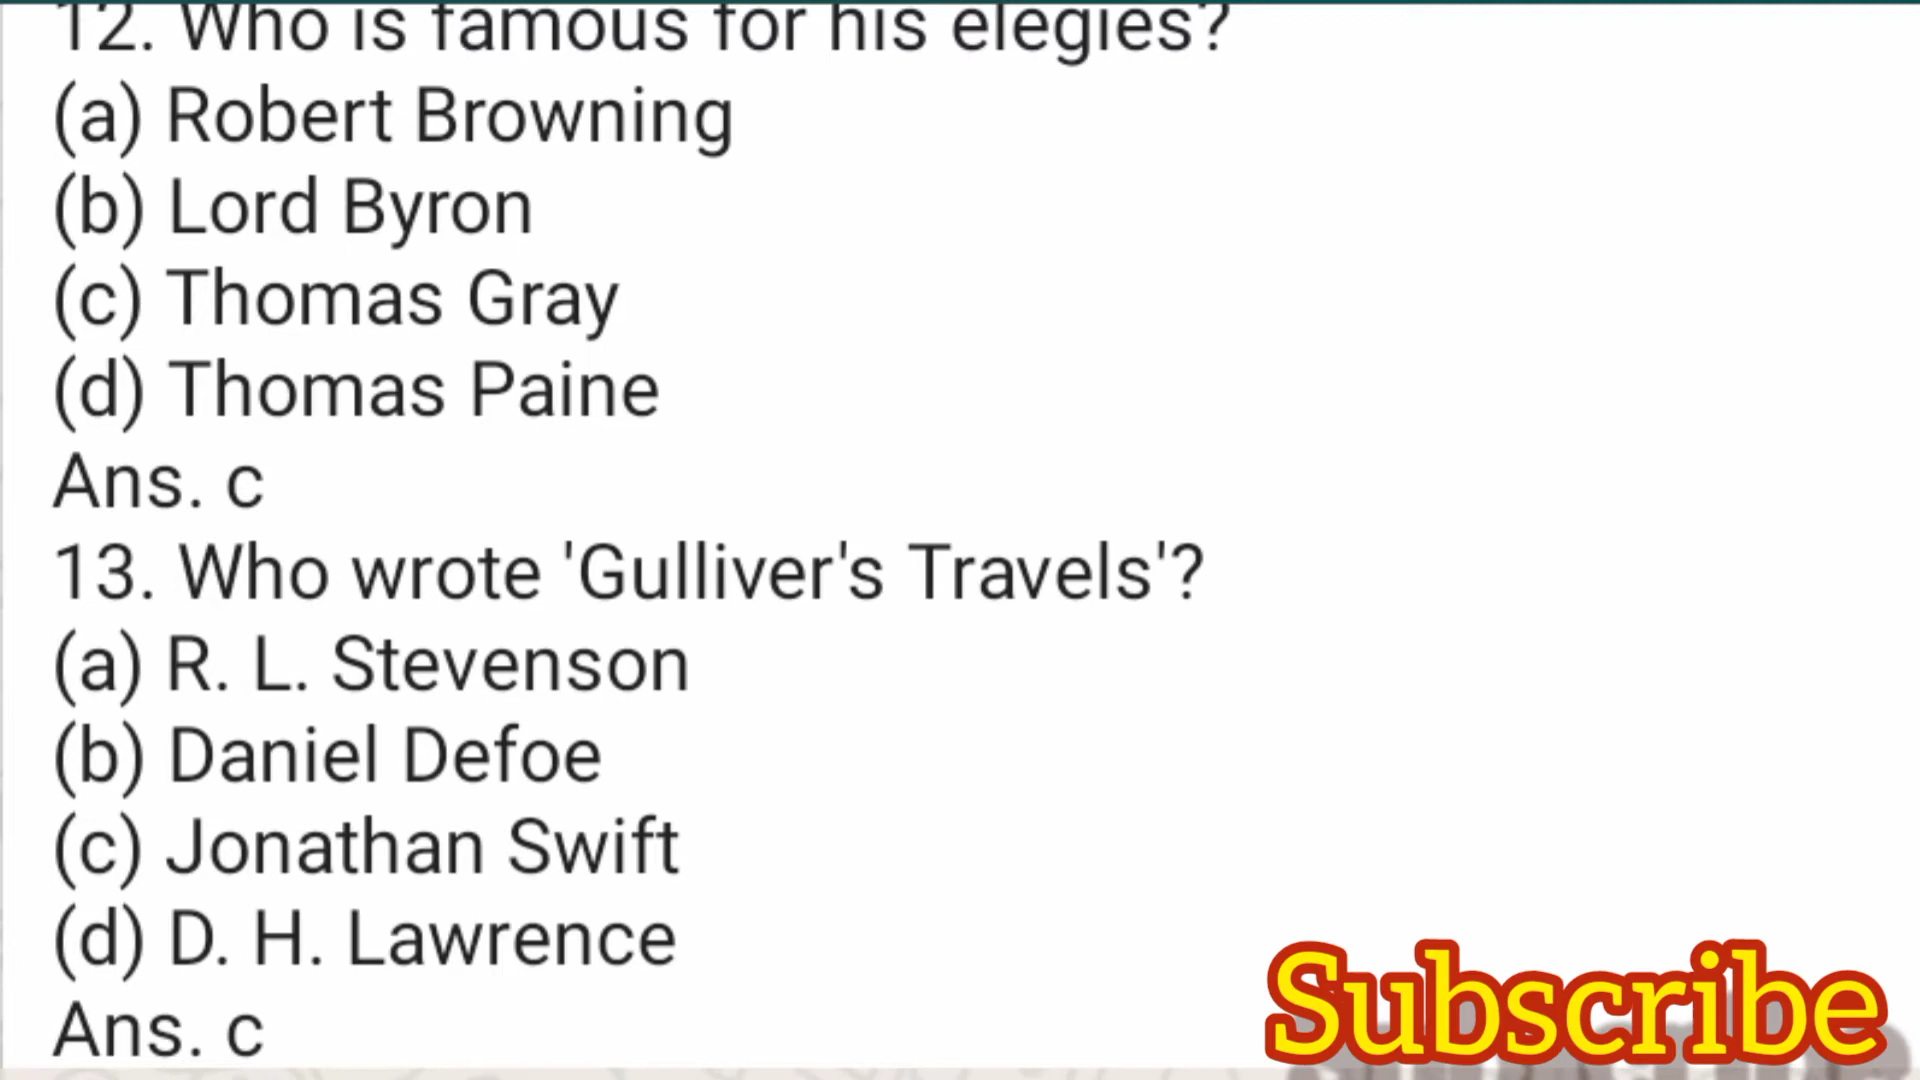 12. Who is famous for his elegies?
(a) Robert Browning
(b) Lord Byron
(c) Thomas Gray
(d) Thomas Paine
Ans. c
13. Who wrote 'Gulliver's Travels'?
(a) R. L. Stevenson
(b) Daniel Defoe
(c) Jonathan Swift
(d) D. H. Lawrence
Ans. c
Subscribe